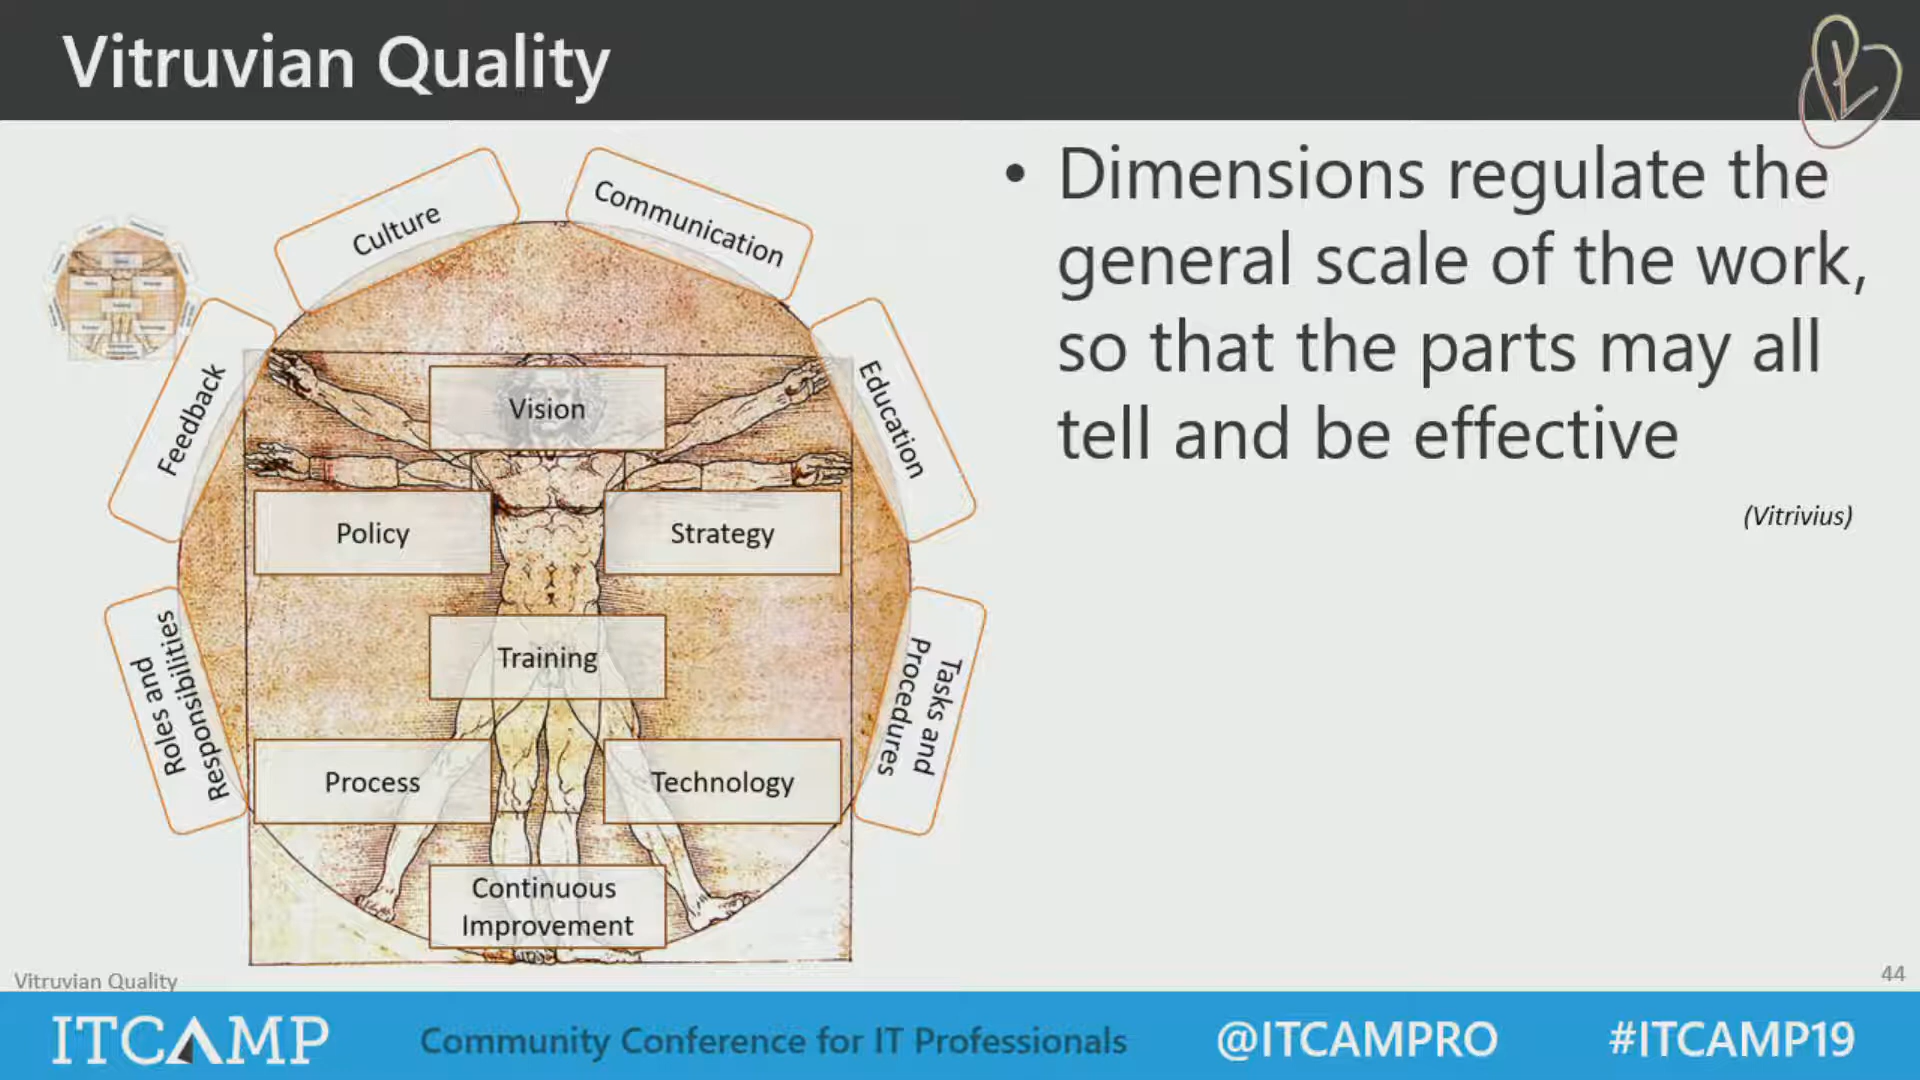 Vitruvian Quality
Culture
Communication
Feedback
Education
Vision
Policy
Strategy
Training
Roles and
Responsibilities
Tasks and
Procedures
Process
Technology
Continuous
Improvement
• Dimensions regulate the
general scale of the work,
so that the parts may all
tell and be effective
(Vitrivius)
Vitruvian Quality
44
ITCAMP
Community Conference for IT Professionals
@ITCAMPRO
#ITCAMP19